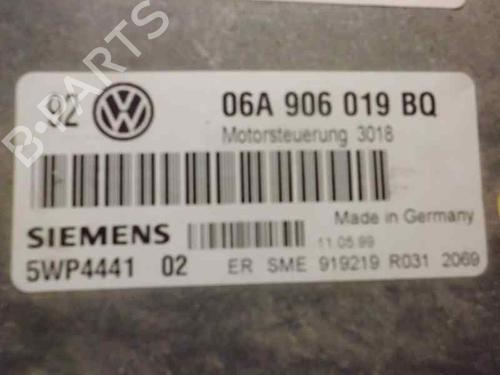 92 VW 06A 906 019 BQ
Motorsteuerung 3018
Made in Germany
SIEMENS 11.05.99
5WP4441 02 ER SME 919219 R031 2069
B-PARTS